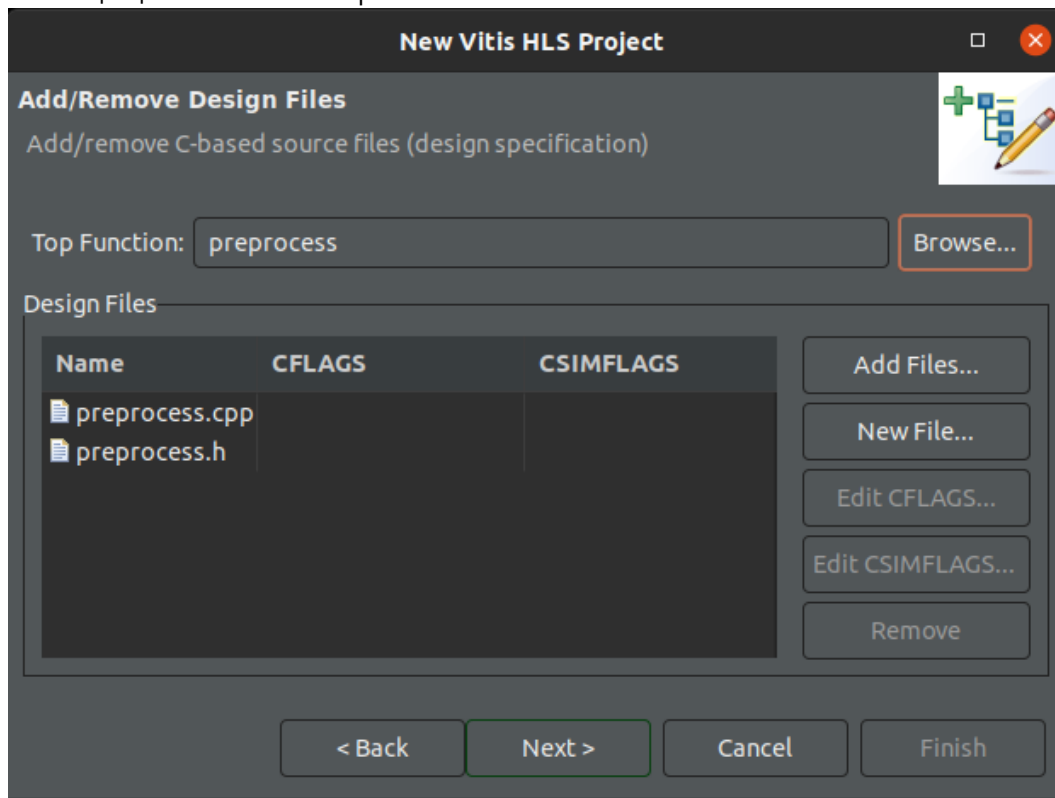 New Vitis HLS Project
Add/Remove Design Files
Add/remove C-based source files (design specification)
Top Function: preprocess Browse...
Design Files
Name CFLAGS CSIMFLAGS Add Files...
preprocess.cpp
New File...
preprocess.h
Edit CFLAGS...
Edit CSIMFLAGS...
Remove
< Back Next > Cancel Finish